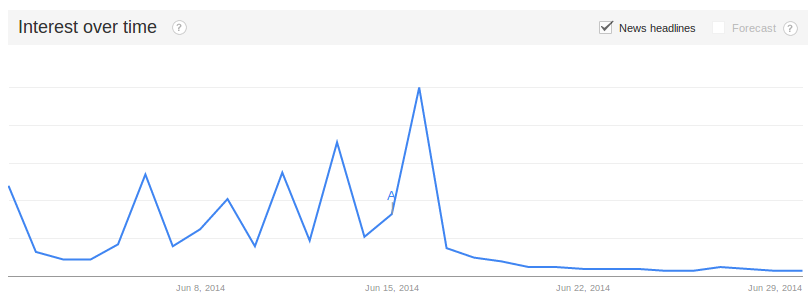 Interest over time ?
News headlines
Forecast ?
A
Jun 8, 2014
Jun 15, 2014
Jun 22, 2014
Jun 29, 2014